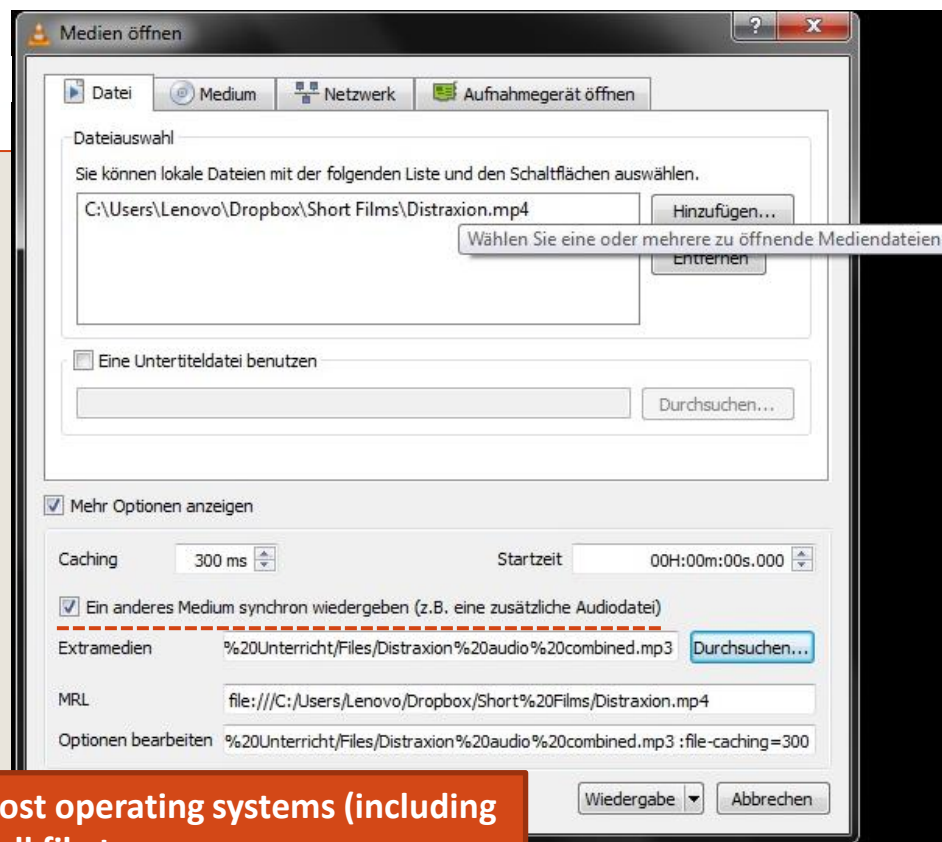 Medien öffnen
Datei Medium Netzwerk Aufnahmegerät öffnen
Dateiauswahl
Sie können lokale Dateien mit der folgenden Liste und den Schaltflächen auswählen.
C:\Users\Lenovo\Dropbox\Short Films\Distraxion.mp4
Hinzufügen...
Wählen Sie eine oder mehrere zu öffnende Mediendateien
Entfernen
Eine Untertiteldatei benutzen
Durchsuchen...
Mehr Optionen anzeigen
Caching 300 ms Startzeit 00H:00m:00s.000
Ein anderes Medium synchron wiedergeben (z.B. eine zusätzliche Audiodatei)
Extramedien %20Unterricht/Files/Distraxion%20audio%20combined.mp3 Durchsuchen...
MRL file:///C:/Users/Lenovo/Dropbox/Short%20Films/Distraxion.mp4
Optionen bearbeiten %20Unterricht/Files/Distraxion%20audio%20combined.mp3 :file-caching=300
Wiedergabe Abbrechen
ost operating systems (including